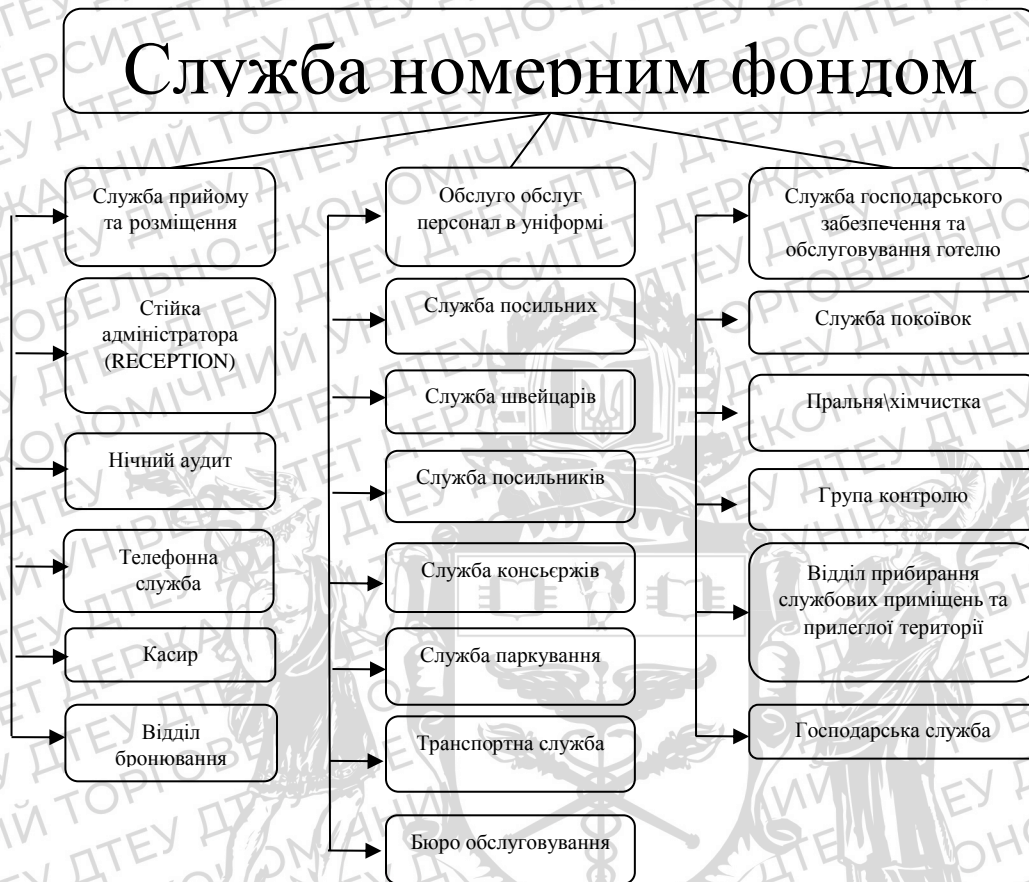 Служба номерним фондом
Служба прийому
та розміщення
Стійка
адміністратора
(RECEPTION)
Нічний аудит
Телефонна
служба
Касир
Відділ
бронювання
Обслуго обслуг
персонал в уніформі
Служба посильних
Служба швейцарів
Служба посильників
Служба консьєржів
Служба паркування
Транспортна служба
Бюро обслуговування
Служба господарського
забезпечення та
обслуговування готелю
Служба покоївок
Пральня\хімчистка
Група контролю
Відділ прибирання
службових приміщень та
прилеглої території
Господарська служба